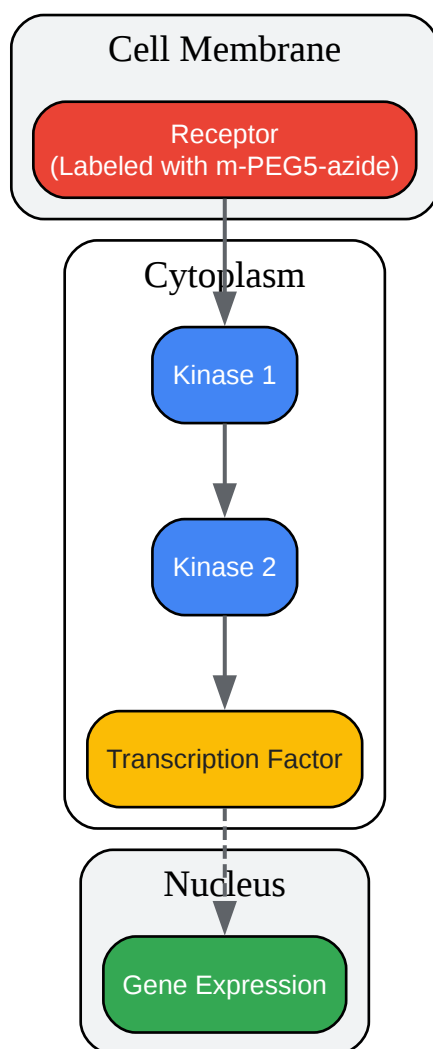 Cell Membrane
Receptor
(Labeled with m-PEG5-azide)
Cytoplasm
Kinase 1
Kinase 2
Transcription Factor
Nucleus
Gene Expression